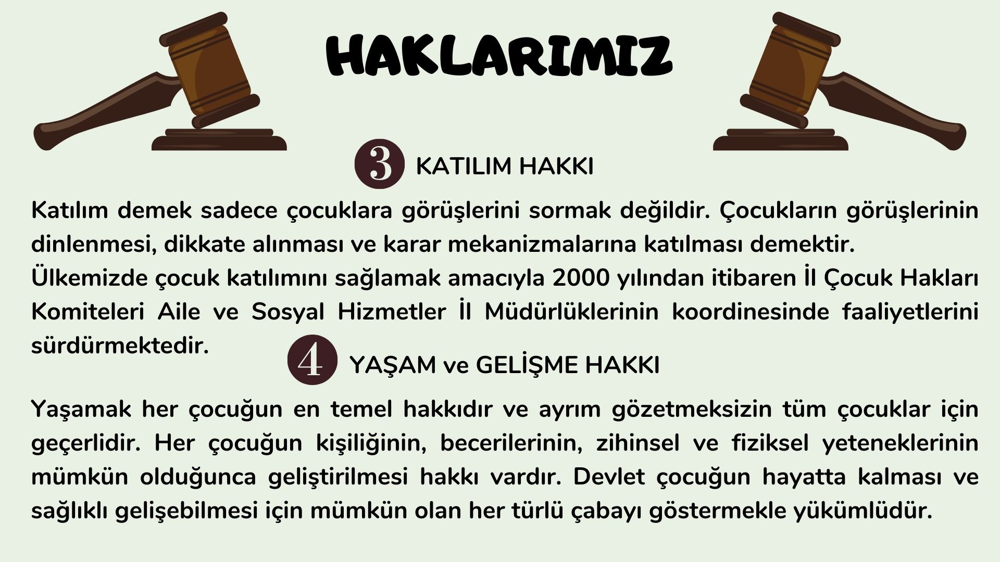 HAKLARIMIZ
3 KATILIM HAKKI
Katılım demek sadece çocuklara görüşlerini sormak değildir. Çocukların görüşlerinin
dinlenmesi, dikkate alınması ve karar mekanizmalarına katılması demektir.
Ülkemizde çocuk katılımını sağlamak amacıyla 2000 yılından itibaren İl Çocuk Hakları
Komiteleri Aile ve Sosyal Hizmetler İl Müdürlüklerinin koordinesinde faaliyetlerini
sürdürmektedir.
4 YAŞAM ve GELİŞME HAKKI
Yaşamak her çocuğun en temel hakkıdır ve ayrım gözetmeksizin tüm çocuklar için
geçerlidir. Her çocuğun kişiliğinin, becerilerinin, zihinsel ve fiziksel yeteneklerinin
mümkün olduğunca geliştirilmesi hakkı vardır. Devlet çocuğun hayatta kalması ve
sağlıklı gelişebilmesi için mümkün olan her türlü çabayı göstermekle yükümlüdür.